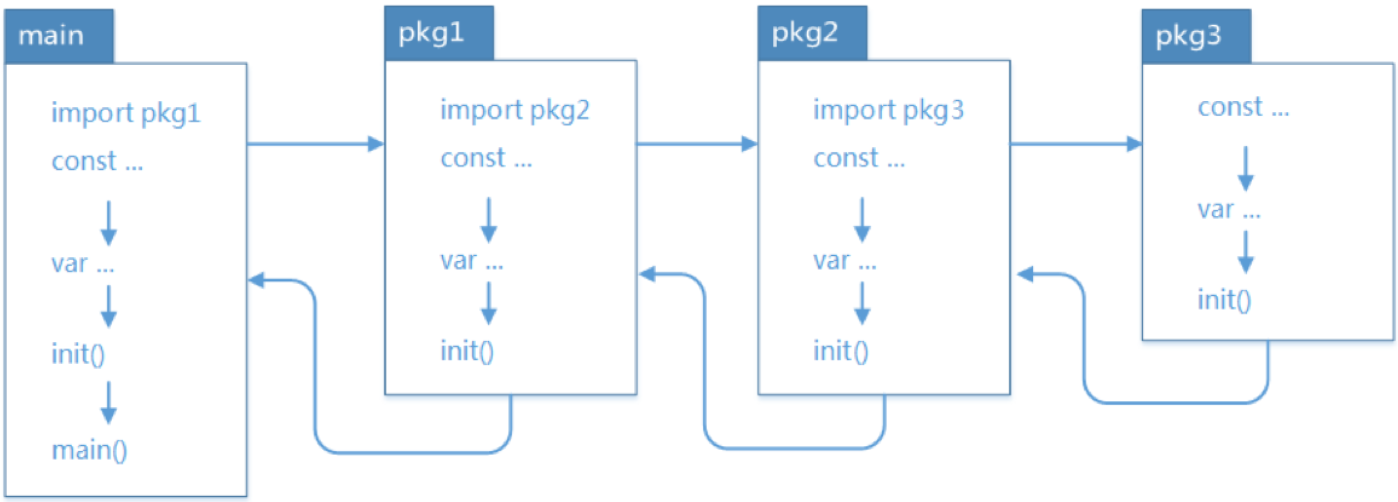 main
import pkg1
const ...
var ...
init()
main()
pkg1
import pkg2
const ...
var ...
init()
pkg2
import pkg3
const ...
var ...
init()
pkg3
const ...
var ...
init()